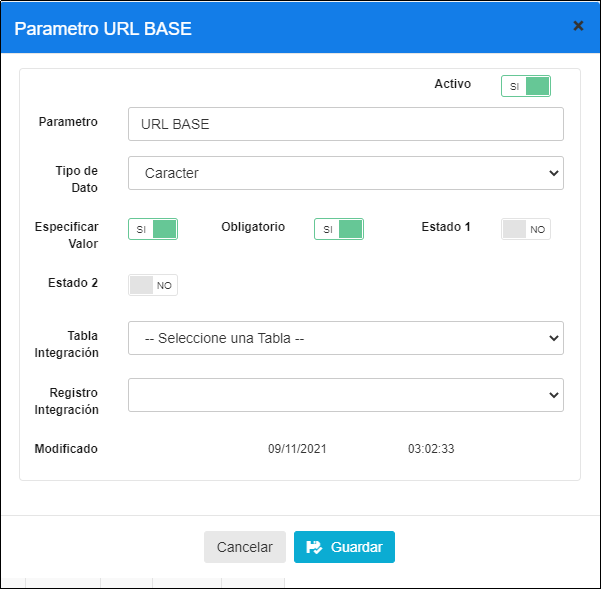 Parametro URL BASE
×
Activo SI
Parametro URL BASE
Tipo de
Dato
Caracter
Especificar
Valor
SI
Obligatorio SI
Estado 1 NO
Estado 2 NO
Tabla
Integración
-- Seleccione una Tabla --
Registro
Integración
Modificado 09/11/2021 03:02:33
Cancelar Guardar